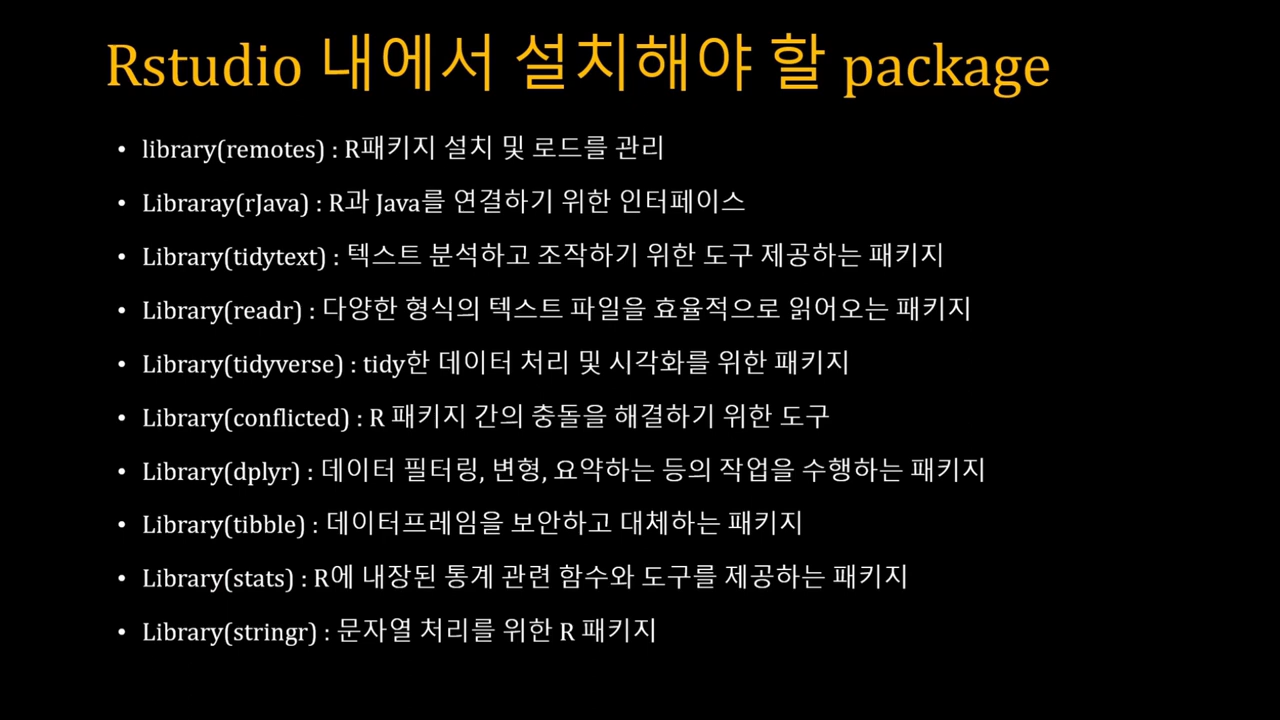 Rstudio 내에서 설치해야 할 package
• library(remotes) : R패키지 설치 및 로드를 관리
• Libraray(rJava) : R과 Java를 연결하기 위한 인터페이스
• Library(tidytext) : 텍스트 분석하고 조작하기 위한 도구 제공하는 패키지
• Library(readr) : 다양한 형식의 텍스트 파일을 효율적으로 읽어오는 패키지
• Library(tidyverse) : tidy한 데이터 처리 및 시각화를 위한 패키지
• Library(conflicted) : R 패키지 간의 충돌을 해결하기 위한 도구
• Library(dplyr) : 데이터 필터링, 변형, 요약하는 등의 작업을 수행하는 패키지
• Library(tibble) : 데이터프레임을 보안하고 대체하는 패키지
• Library(stats) : R에 내장된 통계 관련 함수와 도구를 제공하는 패키지
• Library(stringr) : 문자열 처리를 위한 R 패키지